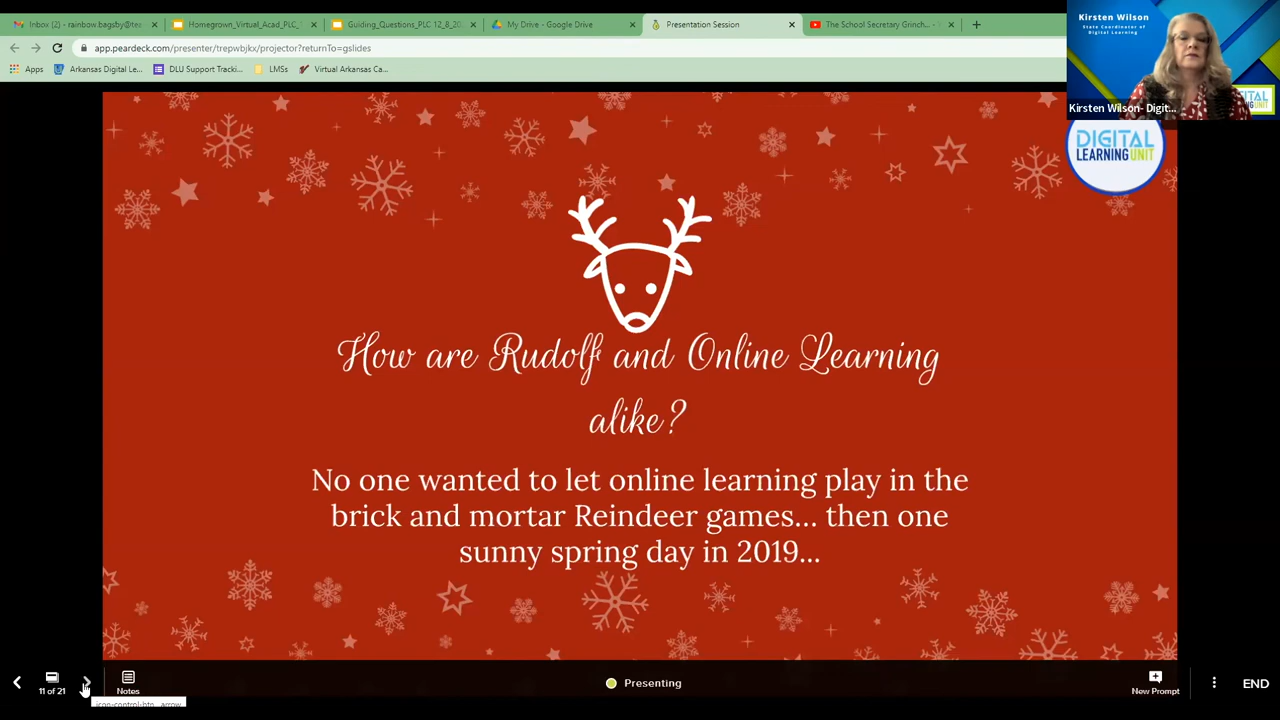 Inbox (2) - rainbow.bagsby@te
Homegrown_Virtual_Acad_PLC_
Guiding_Questions_PLC 12_8_20
My Drive - Google Drive
Presentation Session
The School Secretary Grinch... -
app.peardeck.com/presenter/trepwbjkx/projector?returnTo=gslides
Apps
Arkansas Digital Le...
DLU Support Tracki...
LMSs
Virtual Arkansas Ca...
Kirsten Wilson
State Coordinator of
Digital Learning
Kirsten Wilson- Digit...
DIGITAL
LEARNING UNIT
How are Rudolf and Online Learning
alike?
No one wanted to let online learning play in the
brick and mortar Reindeer games... then one
sunny spring day in 2019...
11 of 21
Notes
Presenting
New Prompt
END